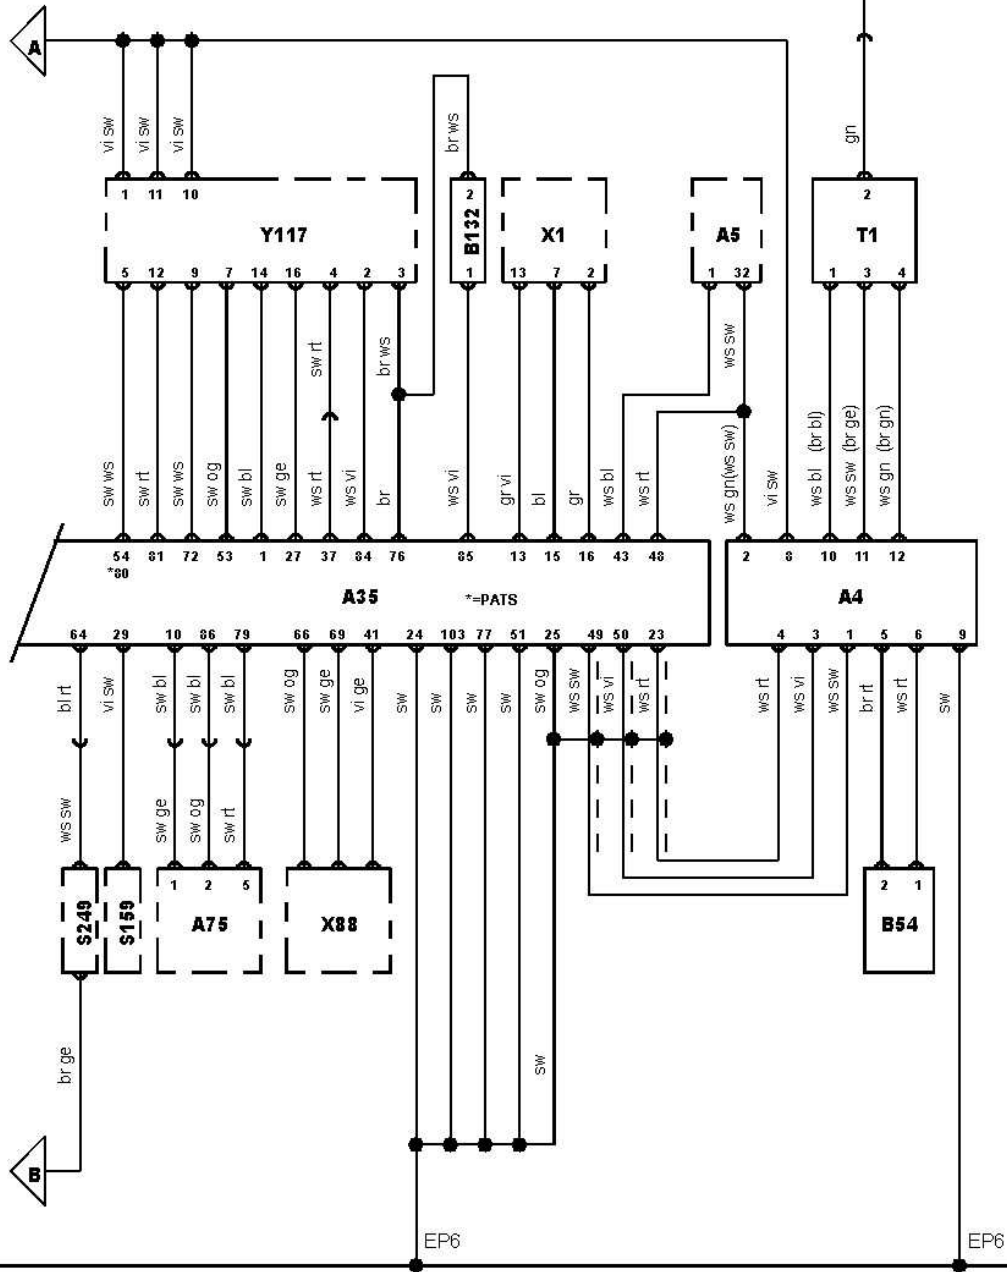 A
vi sw vi sw vi sw br ws gn
1 11 10 2 2
Y117 B132 X1 A5 T1
5 12 9 7 14 16 4 2 3 1 13 7 2 1 32 1 3 4
sw rt br ws ws sw
sw ws sw rt sw ws sw og sw bl sw ge ws rt ws vi br ws vi gr vi bl gr ws bl ws rt ws gn(ws sw) vi sw ws bl (br bl) ws sw (br ge) ws gn (br gn)
54 81 72 53 1 27 37 84 76 85 13 15 16 43 48 2 8 10 11 12
*80
A35 *=PATS A4
64 29 10 86 79 66 69 41 24 103 77 51 25 49 50 23 4 3 1 5 6 9
bl rt vi sw sw bl sw bl sw bl sw og sw ge vi ge sw sw sw sw sw og ws sw ws vi ws rt ws rt ws vi ws sw br rt ws rt sw
ws sw sw ge sw og sw rt
1 2 5 2 1
S249 S159 A75 X88 B54
br ge sw
B
EP6 EP6